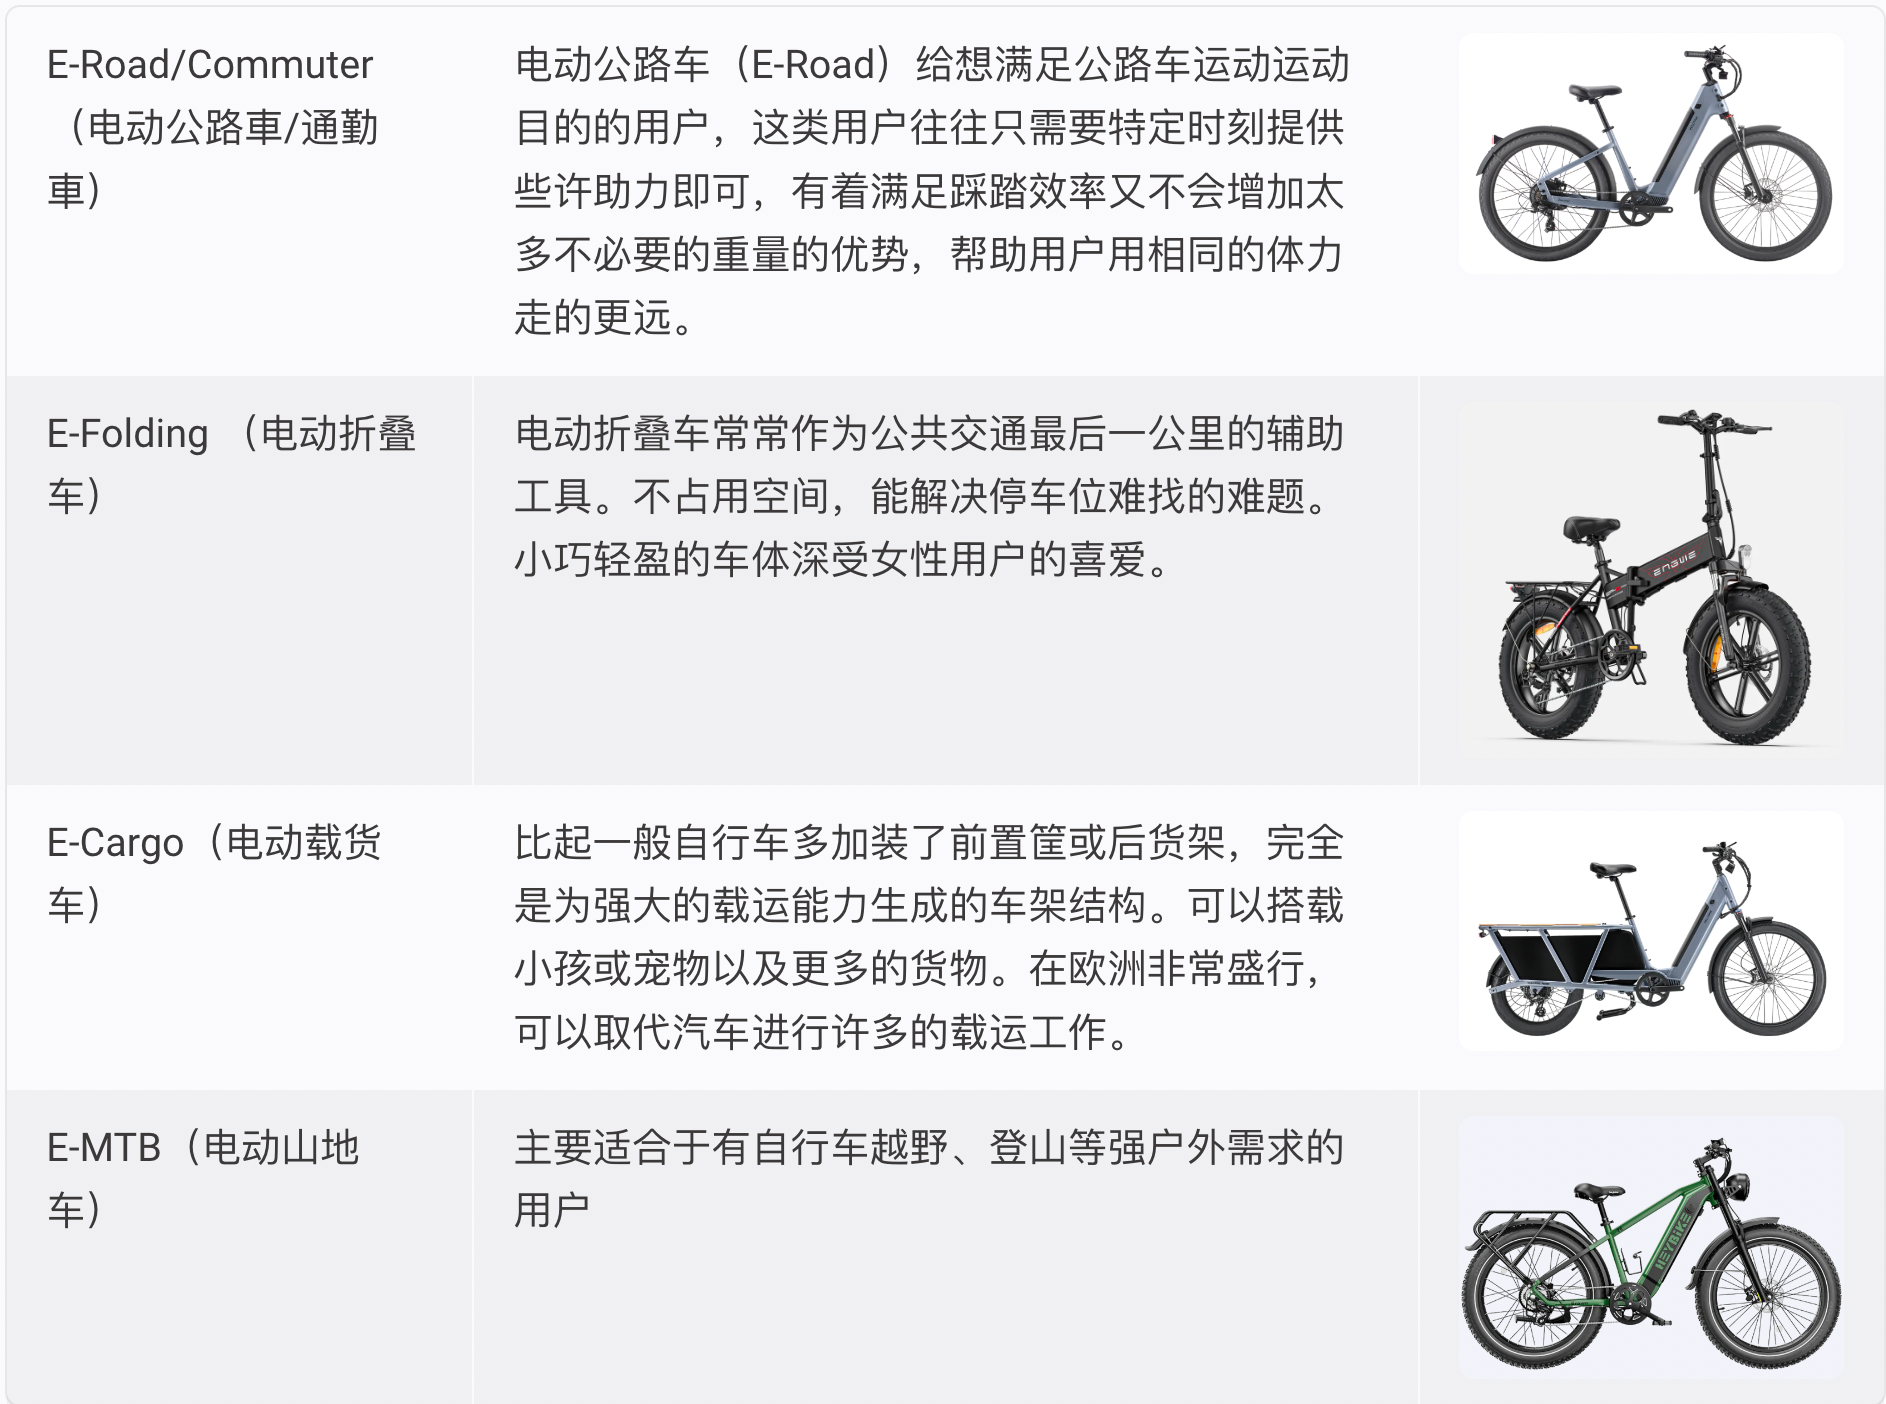 E-Road/Commuter
（电动公路車/通勤
車）
电动公路车（E-Road）给想满足公路车运动运动
目的的用户，这类用户往往只需要特定时刻提供
些许助力即可，有着满足踩踏效率又不会增加太
多不必要的重量的优势，帮助用户用相同的体力
走的更远。
E-Folding （电动折叠
车）
电动折叠车常常作为公共交通最后一公里的辅助
工具。不占用空间，能解决停车位难找的难题。
小巧轻盈的车体深受女性用户的喜爱。
ENGWE
E-Cargo（电动载货
车）
比起一般自行车多加装了前置筐或后货架，完全
是为强大的载运能力生成的车架结构。可以搭载
小孩或宠物以及更多的货物。在欧洲非常盛行，
可以取代汽车进行许多的载运工作。
E-MTB（电动山地
车）
主要适合于有自行车越野、登山等强户外需求的
用户
HEYBIKE